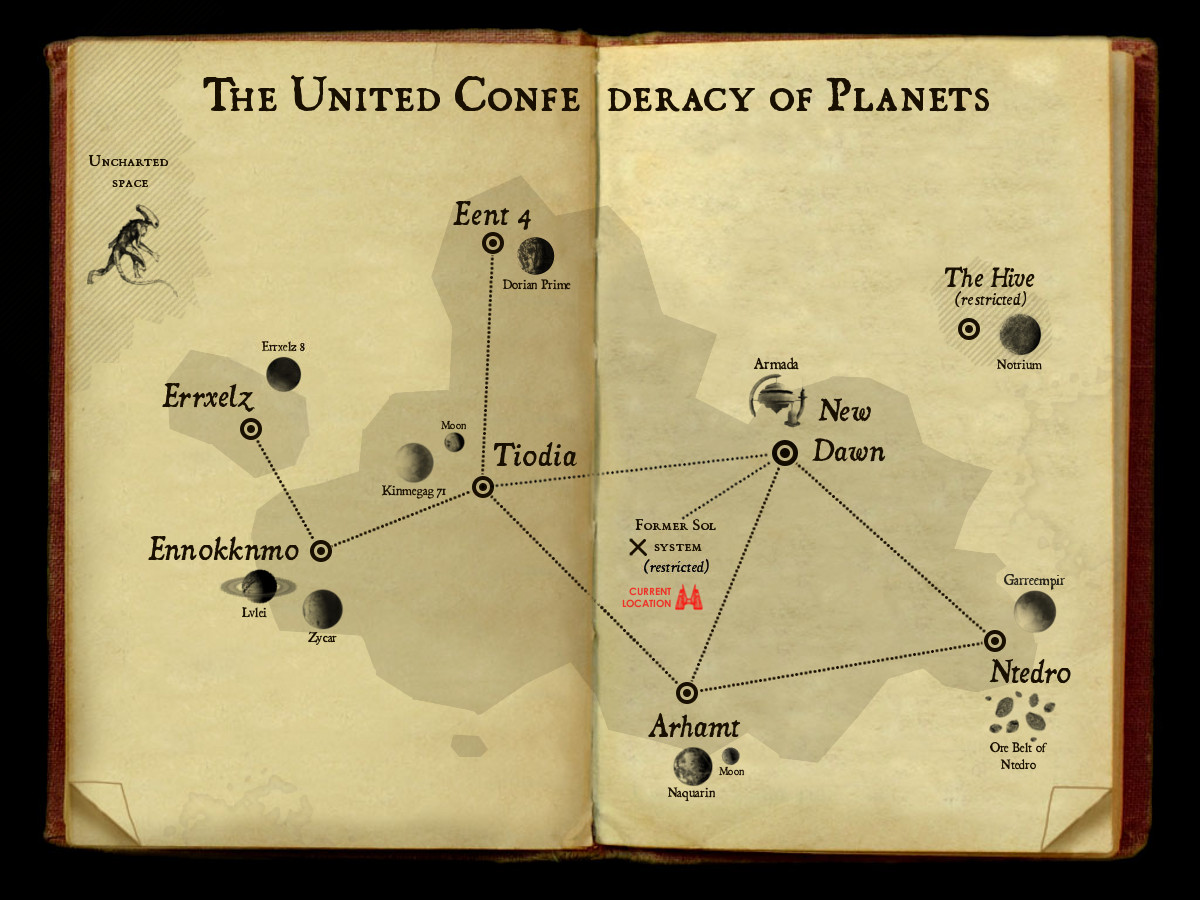 The United Confederacy of Planets
Uncharted
space
Eent 4
Dorian Prime
The Hive
(restricted)
Notrium
Errxelz 8
Errxelz
Armada
New
Dawn
Moon
Kinmegag 71
Tiodia
Former Sol
system
(restricted)
CURRENT
LOCATION
Ennokknmo
Lvlei
Zycar
Garreempir
Ntedro
Ore Belt of
Ntedro
Arhamt
Moon
Naquarin